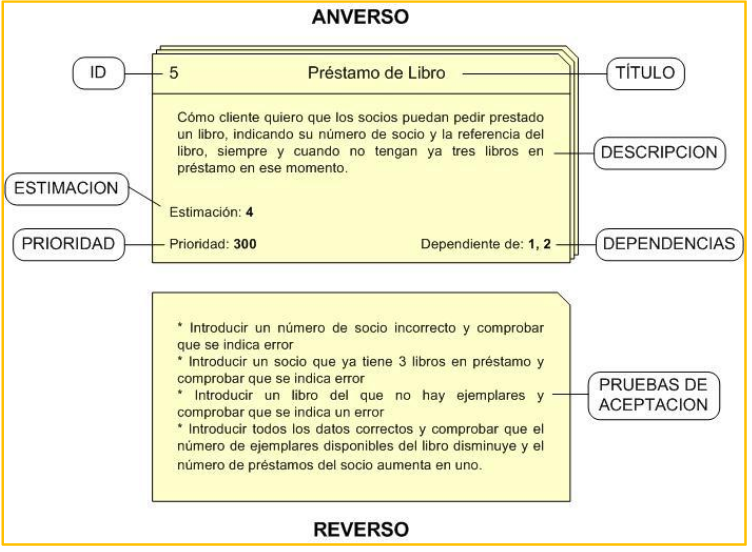 ANVERSO
ID
5
Préstamo de Libro
TÍTULO
Cómo cliente quiero que los socios puedan pedir prestado
un libro, indicando su número de socio y la referencia del
libro, siempre y cuando no tengan ya tres libros en
préstamo en ese momento.
DESCRIPCION
ESTIMACION
Estimación: 4
PRIORIDAD
Prioridad: 300
Dependiente de: 1, 2
DEPENDENCIAS
* Introducir un número de socio incorrecto y comprobar
que se indica error
* Introducir un socio que ya tiene 3 libros en préstamo y
comprobar que se indica error
* Introducir un libro del que no hay ejemplares y
comprobar que se indica un error
* Introducir todos los datos correctos y comprobar que el
número de ejemplares disponibles del libro disminuye y el
número de préstamos del socio aumenta en uno.
PRUEBAS DE
ACEPTACION
REVERSO